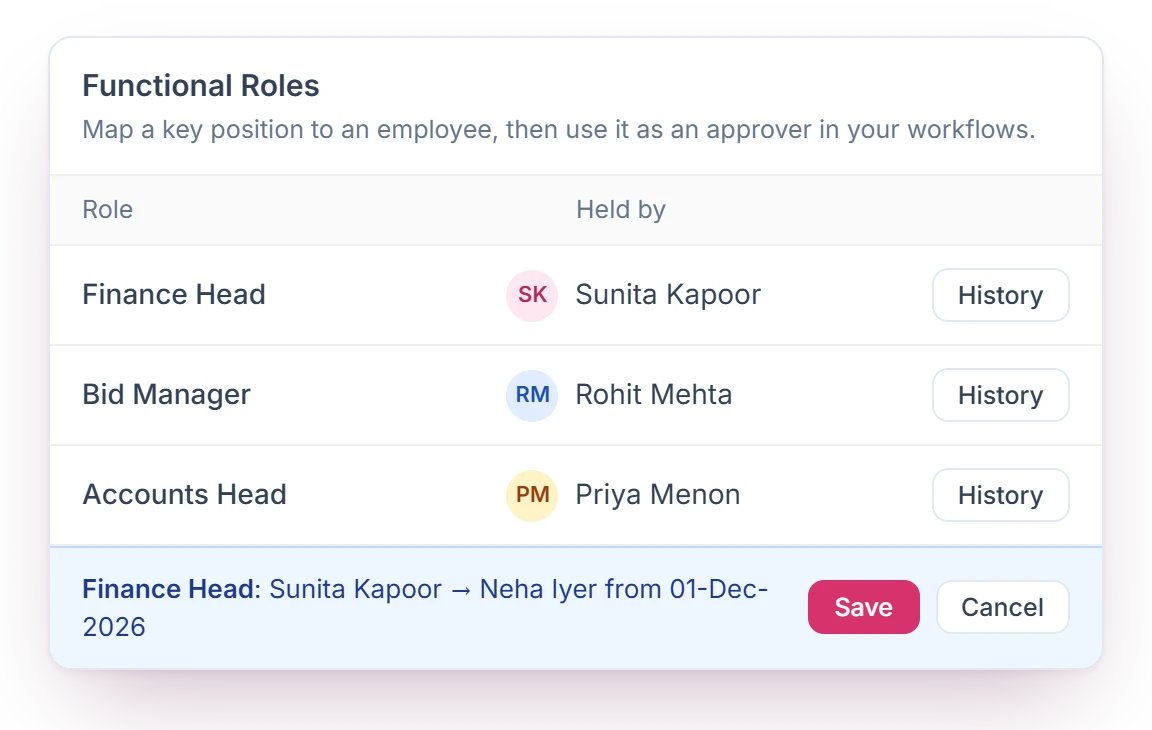 Functional Roles
Map a key position to an employee, then use it as an approver in your workflows.
Role Held by
Finance Head SK Sunita Kapoor History
Bid Manager RM Rohit Mehta History
Accounts Head PM Priya Menon History
Finance Head: Sunita Kapoor → Neha Iyer from 01-Dec-
2026
Save Cancel